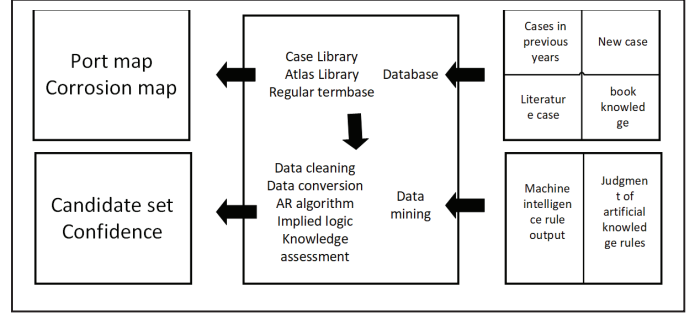 Port map
Corrosion map
Case Library
Atlas Library
Regular termbase
Database
Cases in
previous
years
New case
Literatur
e case
book
knowled
ge
Candidate set
Confidence
Data cleaning
Data conversion
AR algorithm
Implied logic
Knowledge
assessment
Data
mining
Machine
intelligen
ce rule
output
Judgmen
t of
artificial
knowled
ge rules